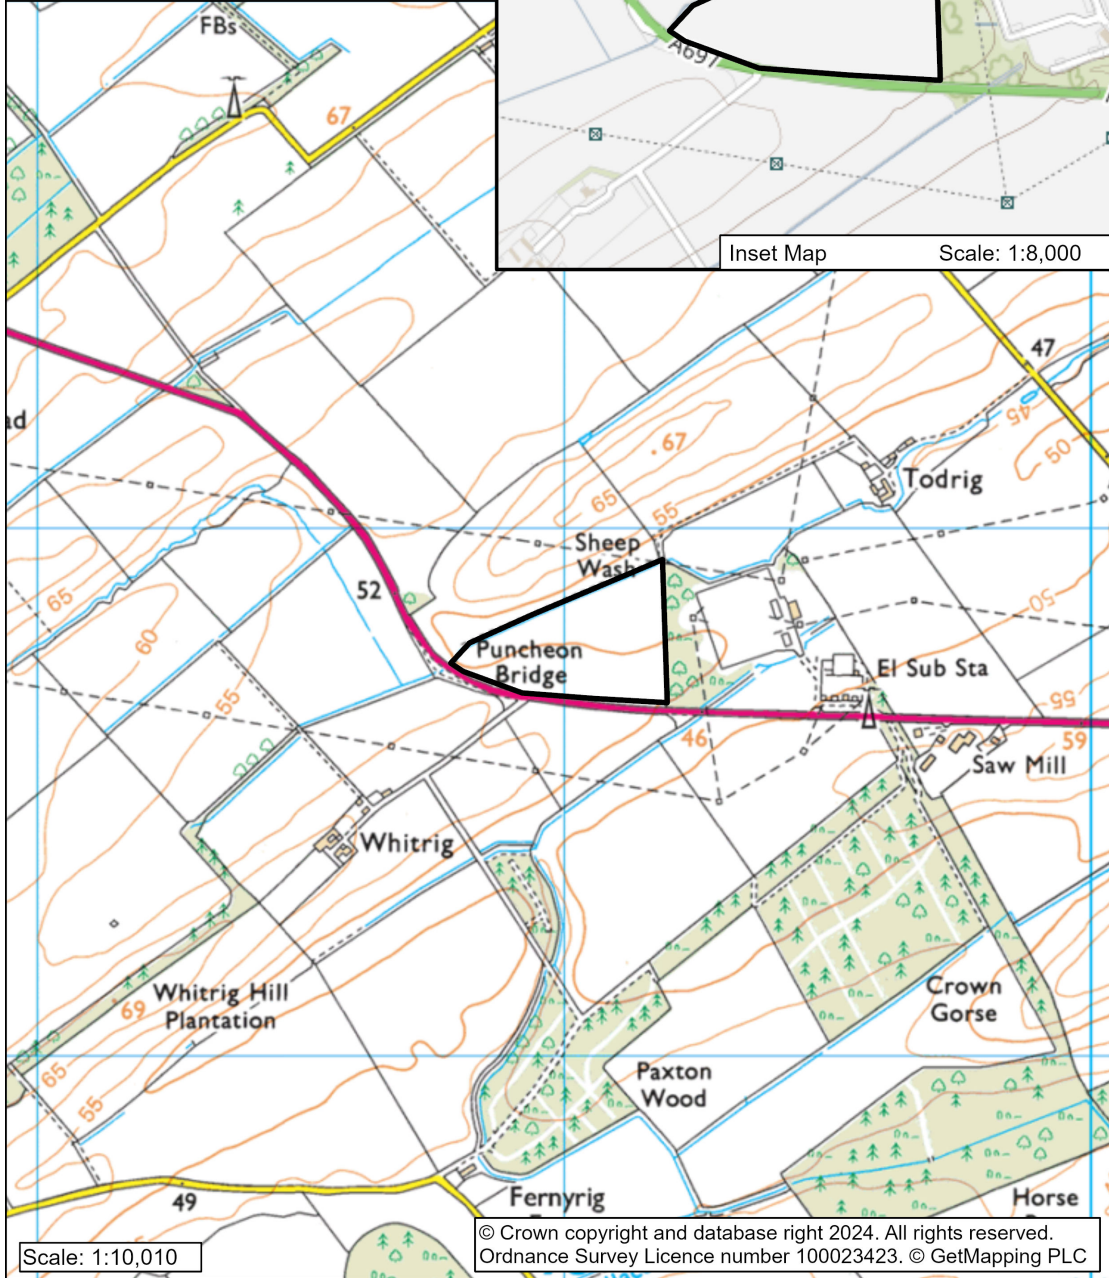 FBs
67
A697
Inset Map Scale: 1:8,000
47
45
50
ad
67
65
55
Todrig
Sheep
Wash
52
65
60
55
50
Puncheon
Bridge
El Sub Sta
55
46
59
Saw Mill
Whitrig
Whitrig Hill
Plantation
69
Crown
Gorse
65
55
Paxton
Wood
49
Fernyrig
Horse
© Crown copyright and database right 2024. All rights reserved.
Ordnance Survey Licence number 100023423. © GetMapping PLC
Scale: 1:10,010